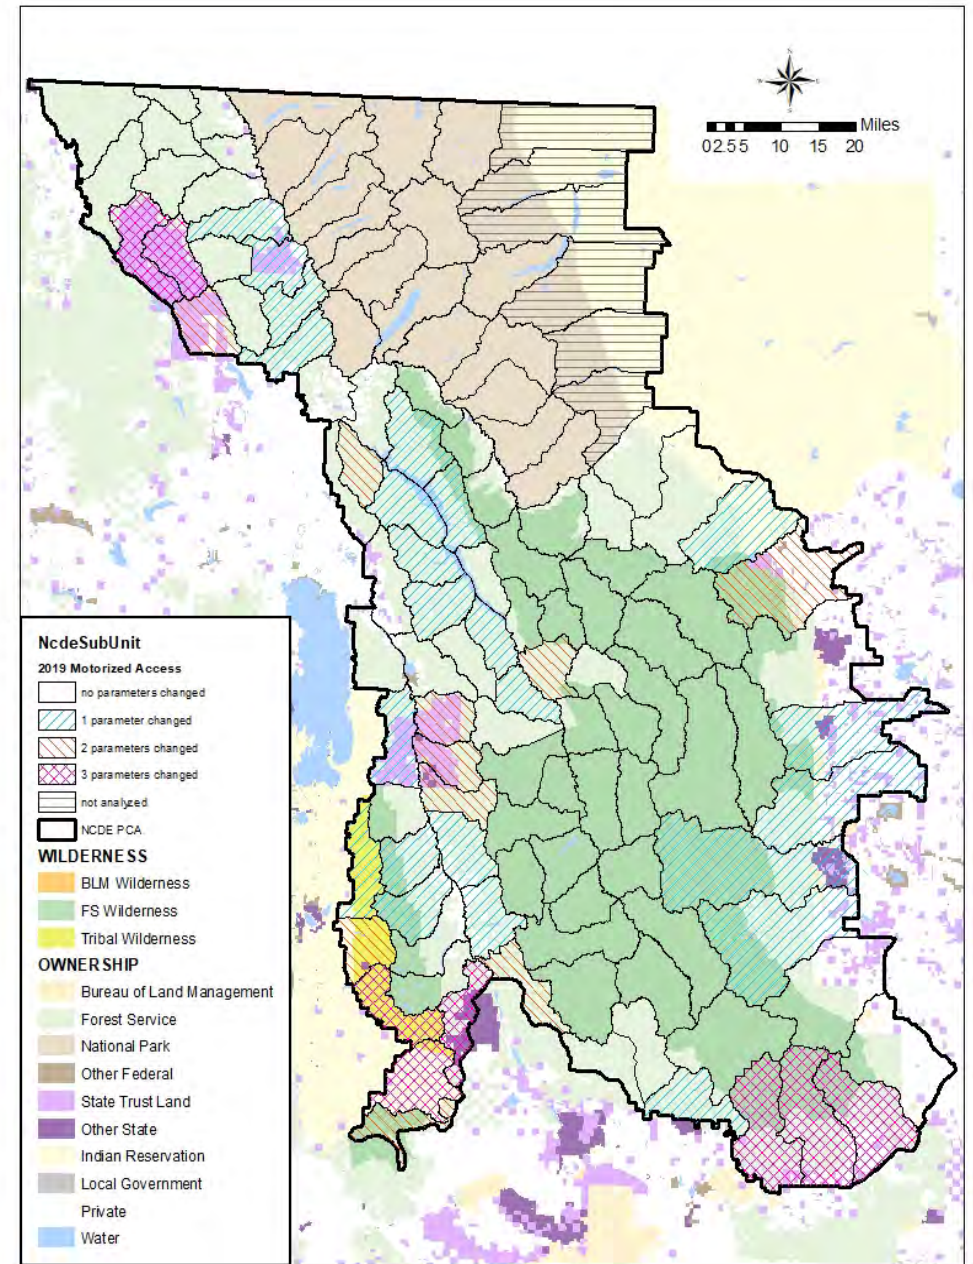 Miles
0 2.5 5 10 15 20
NcdeSubUnit
2019 Motorized Access
no parameters changed
1 parameter changed
2 parameters changed
3 parameters changed
not analyzed
NCDE PCA
WILDERNESS
BLM Wilderness
FS Wilderness
Tribal Wilderness
OWNERSHIP
Bureau of Land Management
Forest Service
National Park
Other Federal
State Trust Land
Other State
Indian Reservation
Local Government
Private
Water